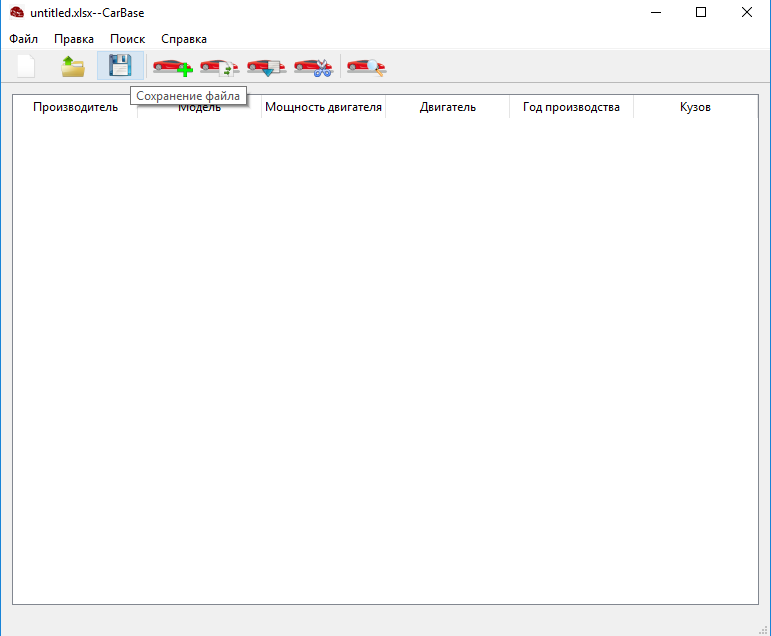 untitled.xlsx--CarBase
Файл Правка Поиск Справка
Сохранение файла
Производитель Модель Мощность двигателя Двигатель Год производства Кузов